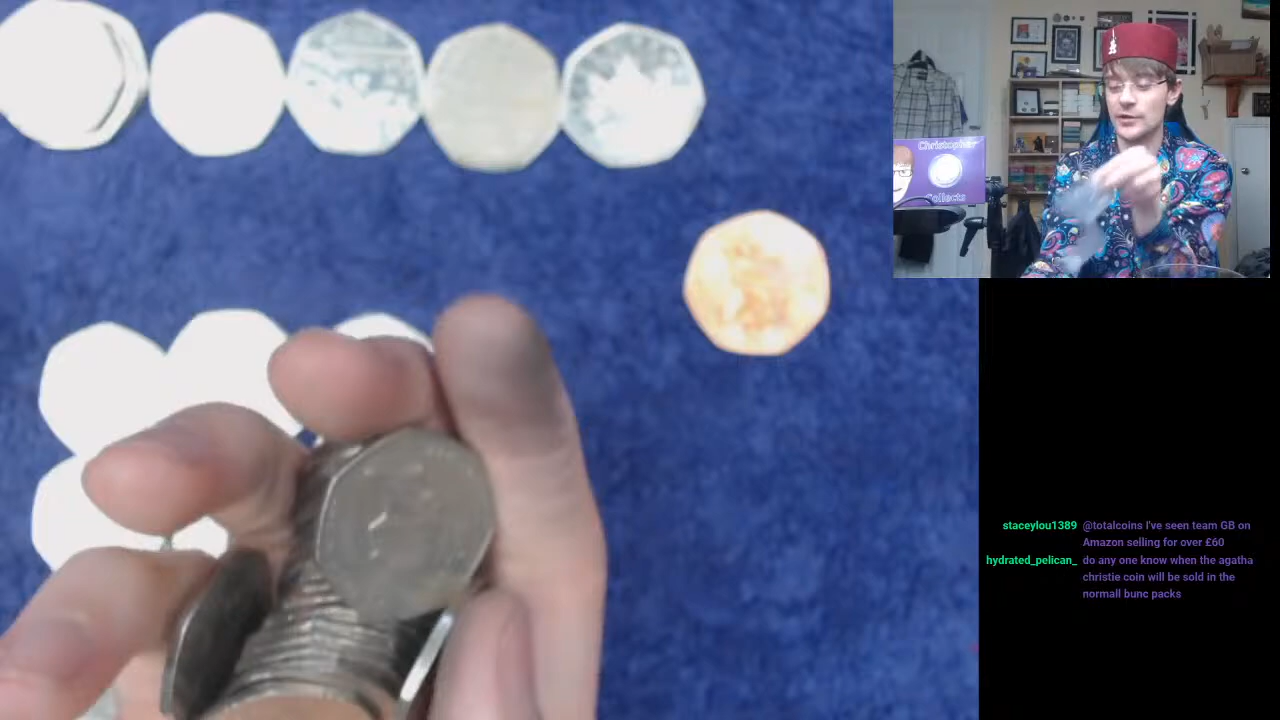 Christopher
Collects
staceylou1389 @totalcoins I've seen team GB on
Amazon selling for over £60
hydrated_pelican_ do any one know when the agatha
christie coin will be sold in the
normall bunc packs